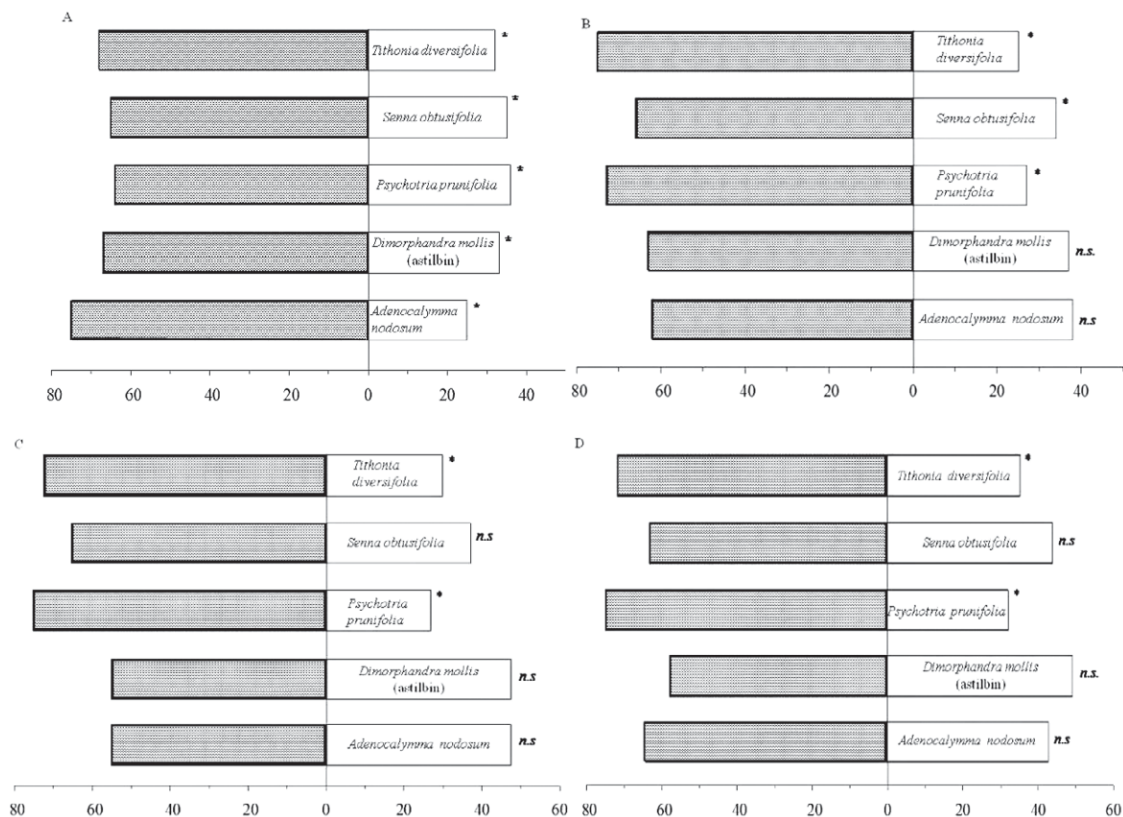 A
Tithonia diversifolia *
Senna obtusifolia *
Psychotria prunifolia *
Dimorphandra mollis *
(astilbin)
Adenocalymma *
nodosum
80 60 40 20 0 20 40
B
Tithonia *
diversifolia
Senna obtusifolia *
Psychotria *
prunifolia
Dimorphandra mollis
(astilbin) n.s.
Adenocalymma nodosum n.s
80 60 40 20 0 20 40
C
Tithonia *
diversifolia
Senna obtusifolia n.s
Psychotria *
prunifolia
Dimorphandra mollis n.s
(astilbin)
Adenocalymma nodosum n.s
80 60 40 20 0 20 40 60
D
Tithonia diversifolia *
Senna obtusifolia n.s
Psychotria prunifolia *
Dimorphandra mollis n.s.
(astilbin)
Adenocalymma nodosum n.s
80 60 40 20 0 20 40 60